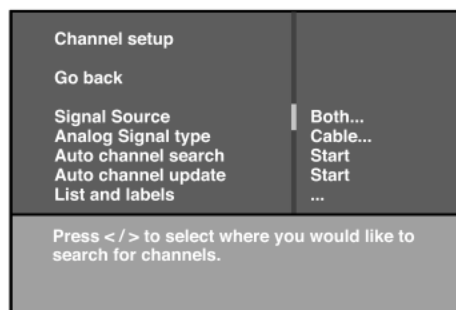 Channel setup
Go back
Signal Source Both...
Analog Signal type Cable...
Auto channel search Start
Auto channel update Start
List and labels ...
Press < / > to select where you would like to
search for channels.